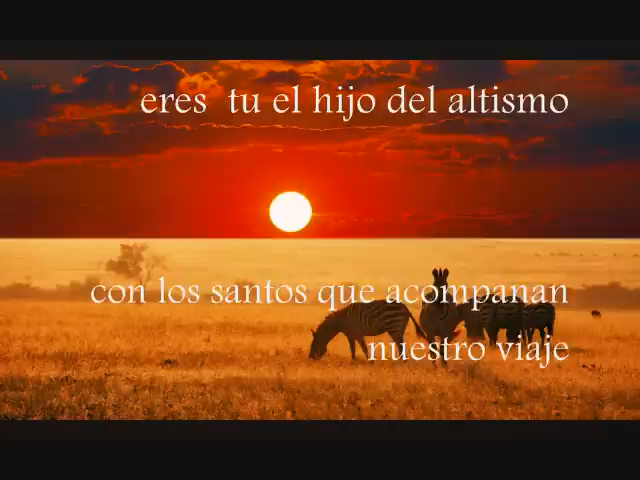 eres tu el hijo del altismo
con los santos que acompanan
nuestro viaje